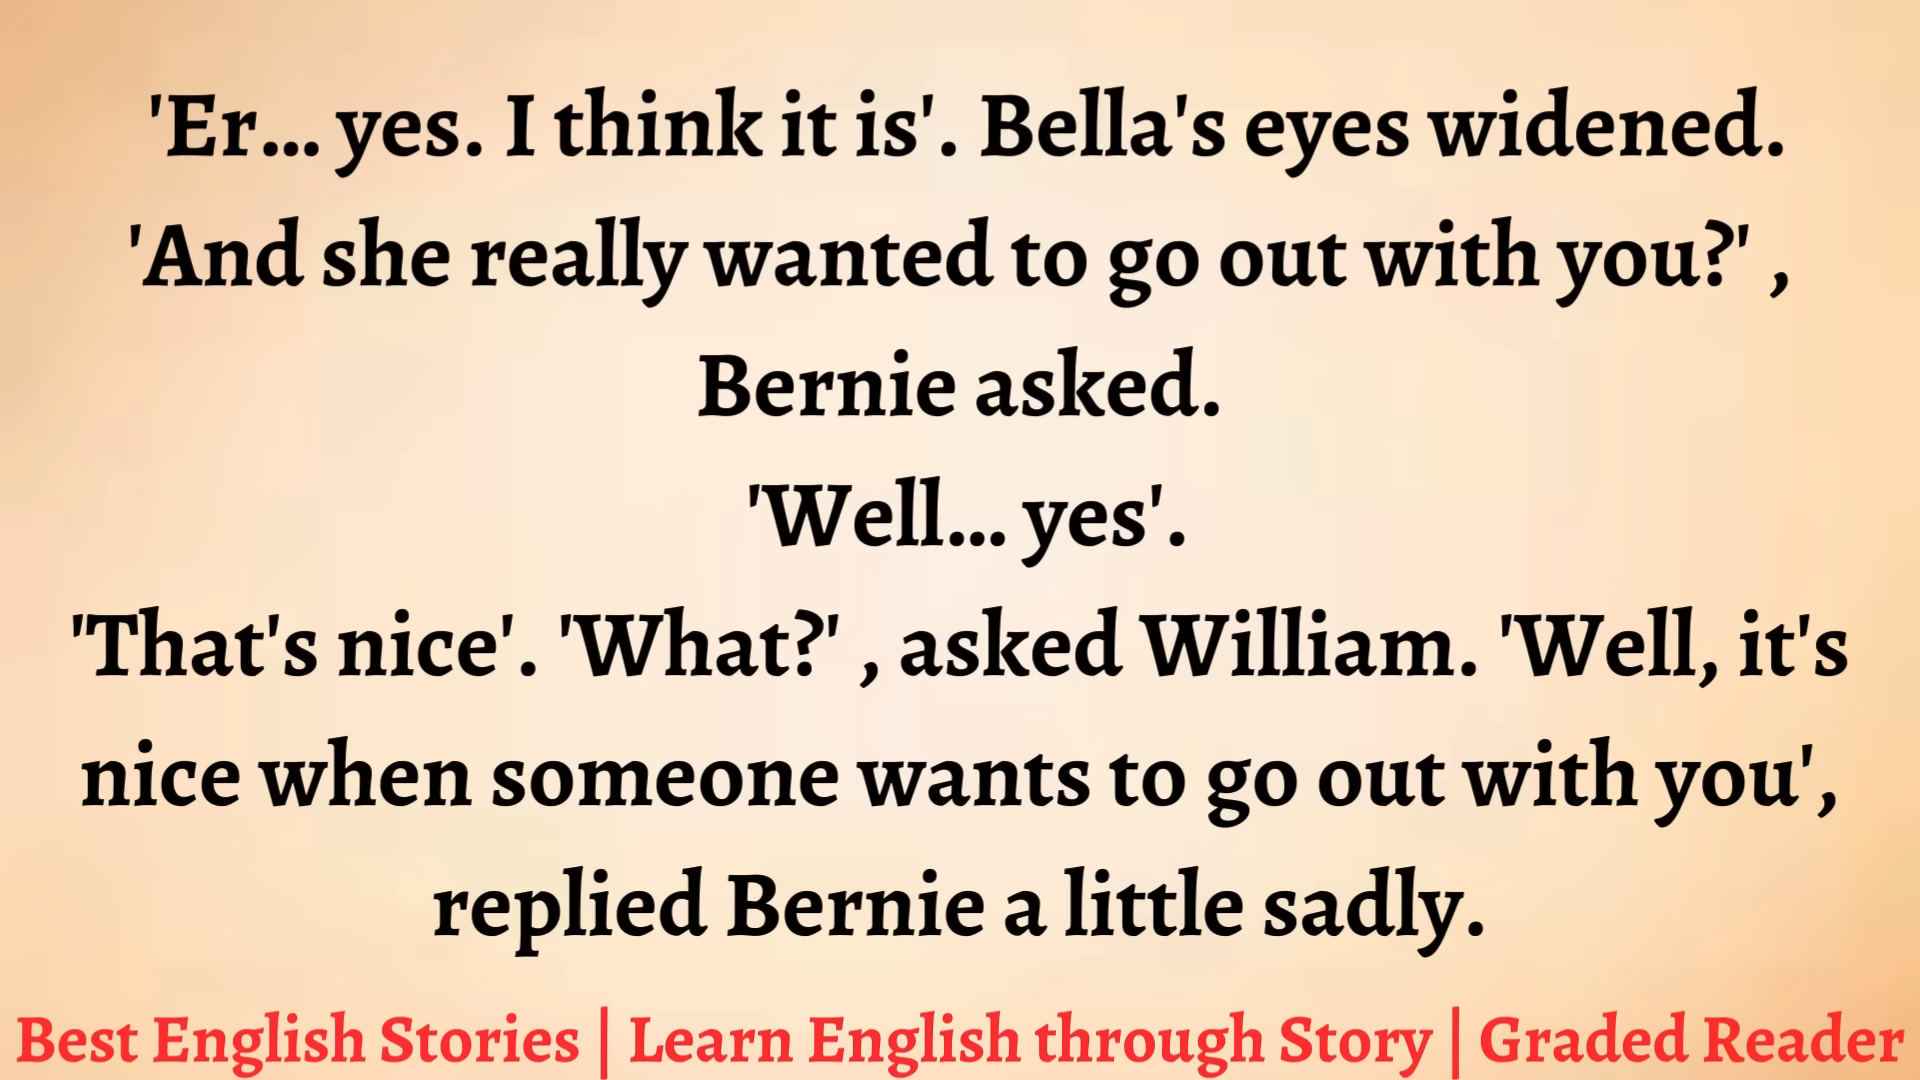 'Er... yes. I think it is'. Bella's eyes widened.
'And she really wanted to go out with you?' ,
Bernie asked.
'Well... yes'.
'That's nice'. 'What?' , asked William. 'Well, it's
nice when someone wants to go out with you',
replied Bernie a little sadly.
Best English Stories | Learn English through Story | Graded Reader